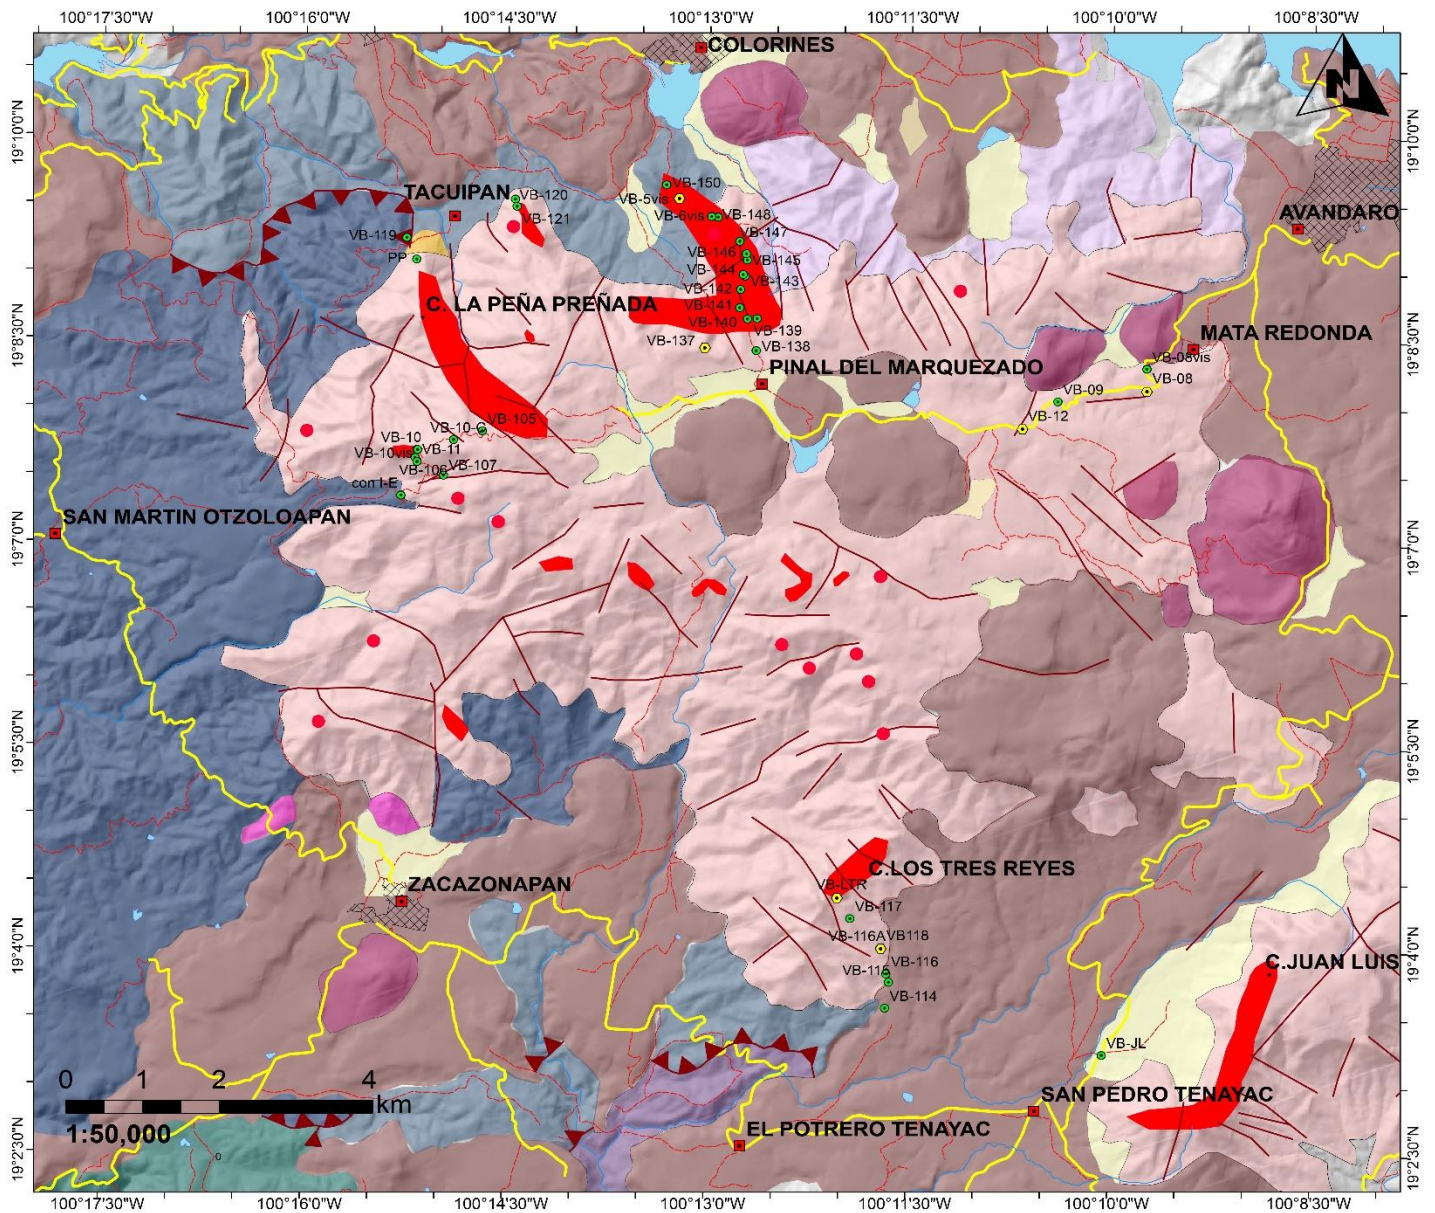 100°17'30"W
100°16'0"W
100°14'30"W
100°13'0"W
100°11'30"W
100°10'0"W
100°8'30"W
COLORINES
N
19°10'0"N
19°10'0"N
TACUIPAN
VB-120
VB-121
VB-150
VB-5vis
VB-6vis
VB-148
VB-147
AVANDARO
VB-119
PP
VB-146
VB-145
VB-144
VB-143
VB-142
C. LA PEÑA PREÑADA
VB-141
VB-140
VB-139
19°8'30"N
19°8'30"N
VB-137
VB-138
MATA REDONDA
PINAL DEL MARQUEZADO
VB-08vis
VB-08
VB-09
VB-12
VB-105
VB-10-C
VB-10
VB-11
VB-10vis
VB-106
VB-107
con I-E
SAN MARTIN OTZOLOAPAN
19°7'0"N
19°7'0"N
19°5'30"N
19°5'30"N
C.LOS TRES REYES
VB-LTR
ZACAZONAPAN
VB-117
VB-116A
VB118
19°4'0"N
19°4'0"N
VB-116
VB-115
C.JUAN LUIS
VB-114
VB-JL
0 1 2 4
km
1:50,000
SAN PEDRO TENAYAC
EL POTRERO TENAYAC
19°2'30"N
19°2'30"N
0
100°17'30"W
100°16'0"W
100°14'30"W
100°13'0"W
100°11'30"W
100°10'0"W
100°8'30"W